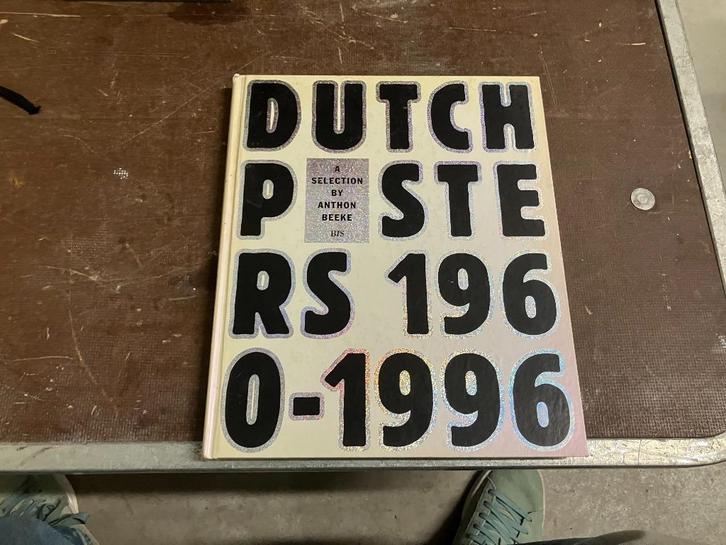 DUTCH
P STE
A
SELECTION
BY
ANTHON
BEEKE
BIS
RS 196
0-1996